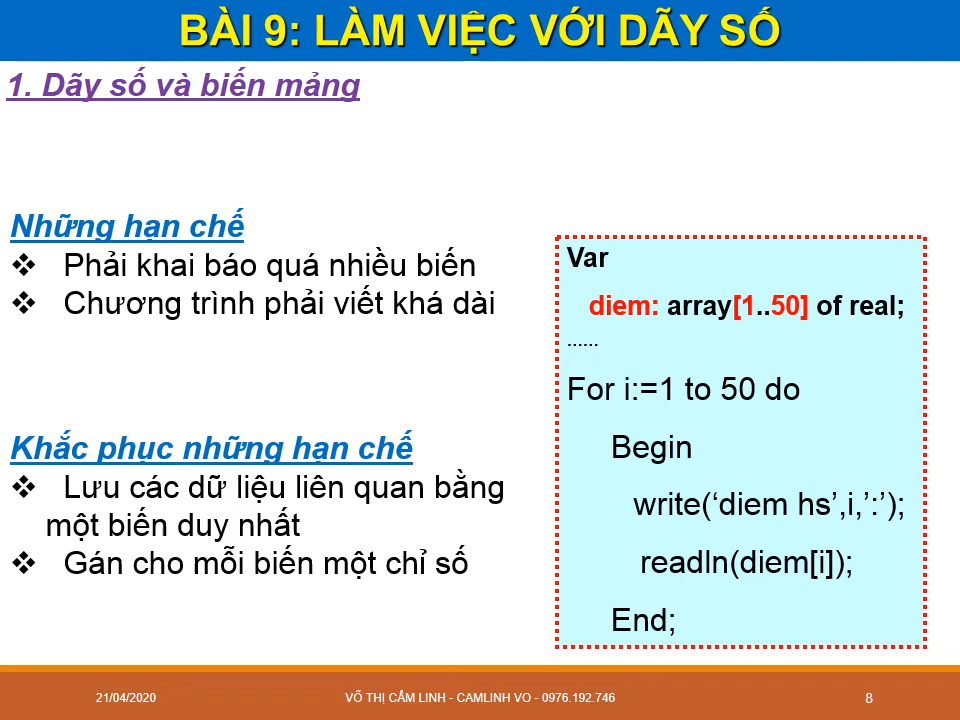 BÀI 9: LÀM VIỆC VỚI DÃY SỐ
1. Dãy số và biến mảng
Những hạn chế
❖ Phải khai báo quá nhiều biến
❖ Chương trình phải viết khá dài
Khắc phục những hạn chế
❖ Lưu các dữ liệu liên quan bằng
một biến duy nhất
❖ Gán cho mỗi biến một chỉ số
Var
diem: array[1..50] of real;
......
For i:=1 to 50 do
Begin
write(‘diem hs’,i,’:’);
readln(diem[i]);
End;
21/04/2020
VÕ THỊ CẨM LINH - CAMLINH VO - 0976.192.746
8